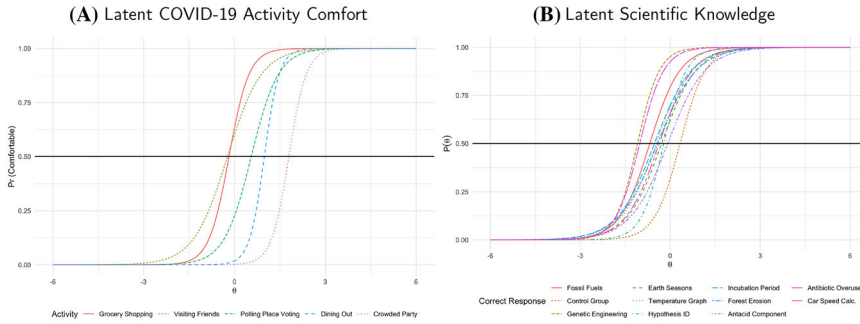 (A) Latent COVID-19 Activity Comfort
1.00
0.75
0.50
0.25
0.00
Pr (Comfortable)
-6 -3 0 3 6
θ
Activity Grocery Shopping Visiting Friends Polling Place Voting Dining Out Crowded Party
(B) Latent Scientific Knowledge
1.00
0.75
0.50
0.25
0.00
P(θ)
-6 -3 0 3 6
θ
Correct Response
Fossil Fuels Earth Seasons Incubation Period Antibiotic Overuse
Control Group Temperature Graph Forest Erosion Car Speed Calc.
Genetic Engineering Hypothesis ID Antacid Component